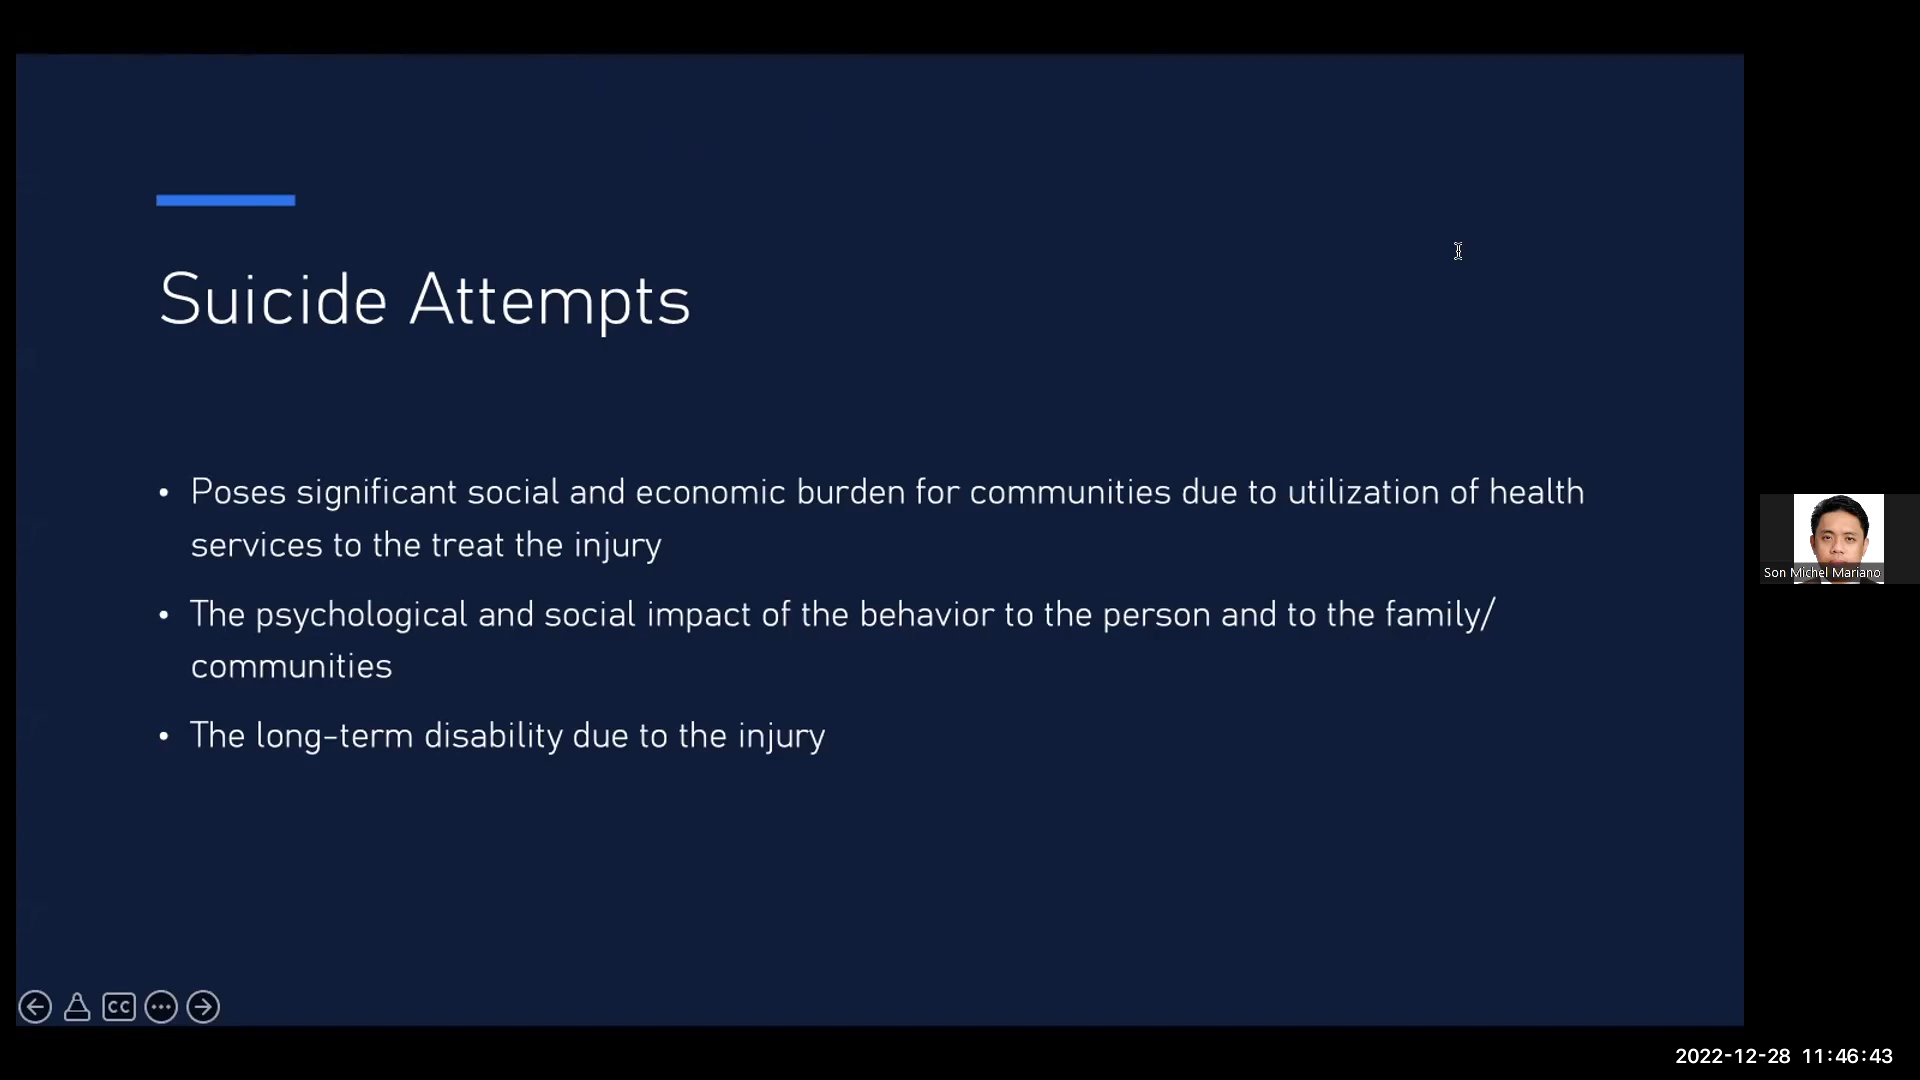 Suicide Attempts
• Poses significant social and economic burden for communities due to utilization of health
services to the treat the injury
• The psychological and social impact of the behavior to the person and to the family/
communities
• The long-term disability due to the injury
Son Michel Mariano
CC
2022-12-28 11:46:43